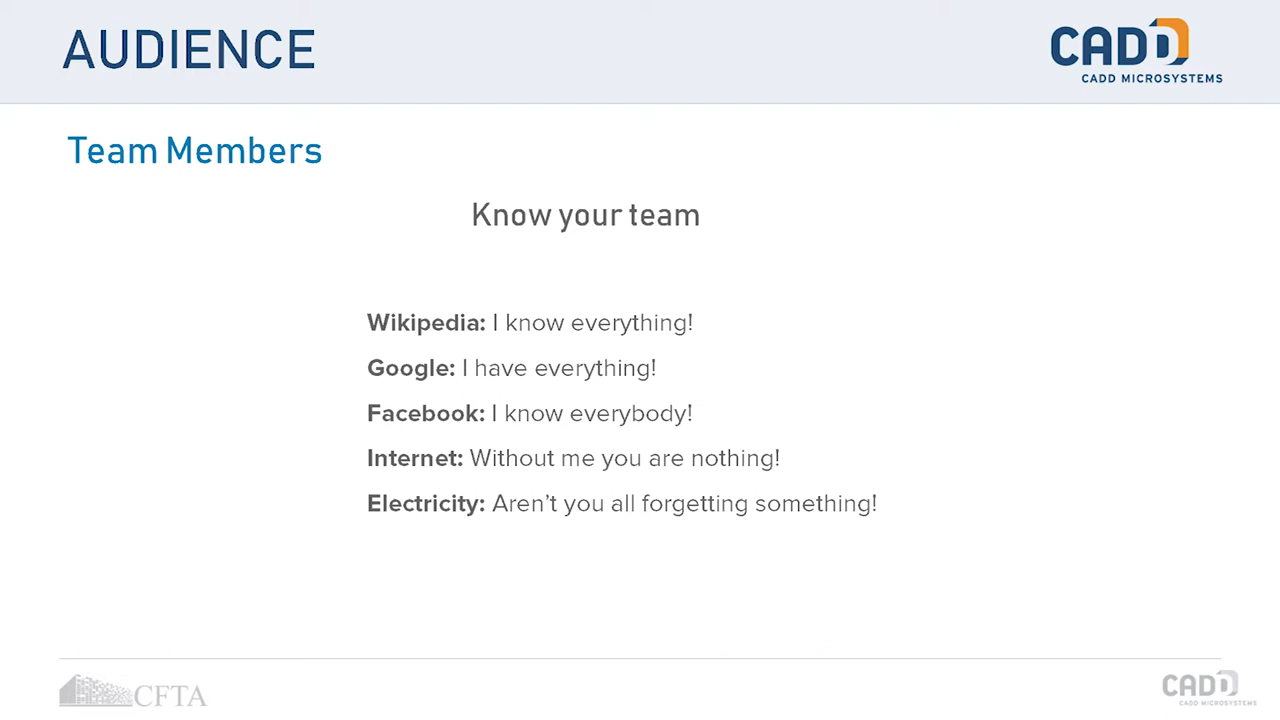 AUDIENCE
CADD
CADD MICROSYSTEMS
Team Members
Know your team
Wikipedia: I know everything!
Google: I have everything!
Facebook: I know everybody!
Internet: Without me you are nothing!
Electricity: Aren’t you all forgetting something!
CFTA
CADD
CADD MICROSYSTEMS